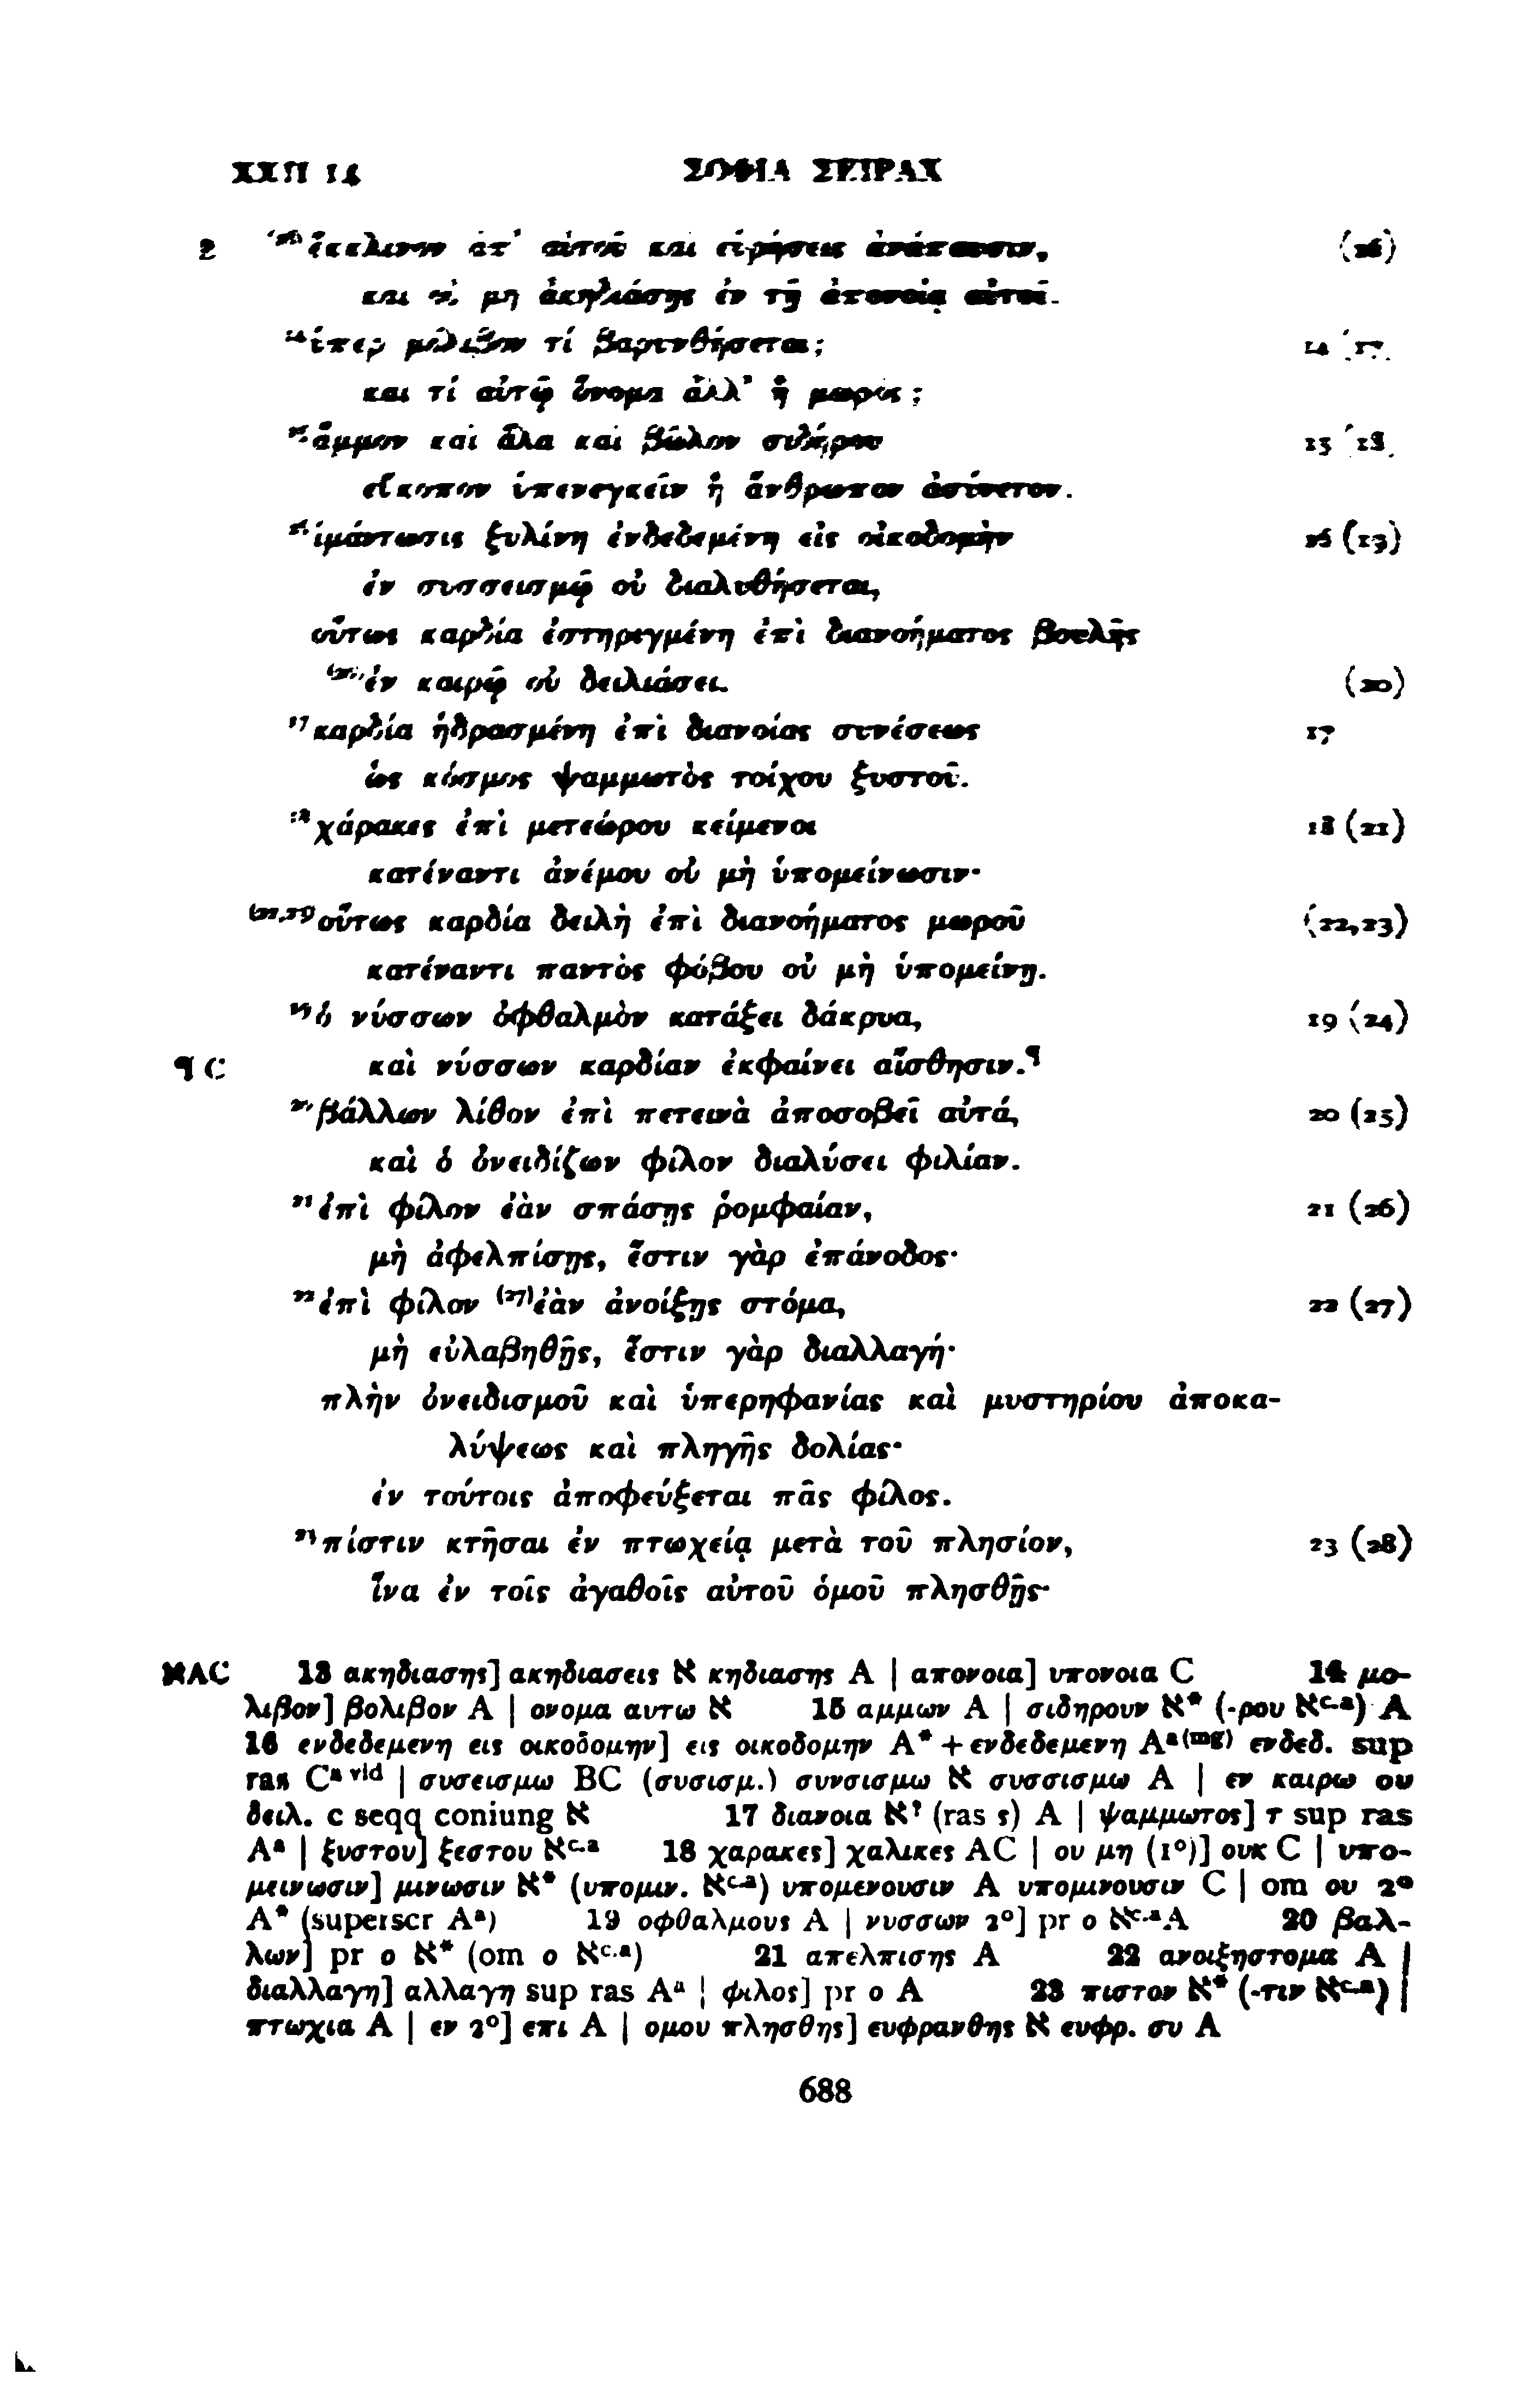 XXII 14 ΣΟΦΙΑ ΣΕΙΡΑΧ
B ⁽¹⁶⁾ἔκκλινον ἀπ᾽ αὐτοῦ καὶ εὑρήσεις ἀνάπαυσιν, (16)
καὶ οὐ μὴ ἀκηδιάσῃς ἐν τῇ ἀπονοίᾳ αὐτοῦ.
¹⁴ὑπὲρ μόλιβον τί βαρυνθήσεται; 14 (17)
καὶ τί αὐτῷ ὄνομα ἀλλ᾽ ἢ μωρός;
¹⁵ἄμμον καὶ ἅλα καὶ βῶλον σιδήρου 15 (18)
εὔκοπον ὑπενεγκεῖν ἢ ἄνθρωπον ἀσύνετον.
¹⁶ἱμάντωσις ξυλίνη ἐνδεδεμένη εἰς οἰκοδομὴν 16 (19)
ἐν συσσεισμῷ οὐ διαλυθήσεται,
οὕτως καρδία ἐστηριγμένη ἐπὶ διανοήματος βουλῆς
⁽²⁰⁾ἐν καιρῷ οὐ δειλιάσει. (20)
¹⁷καρδία ἡδρασμένη ἐπὶ διανοίας συνέσεως 17
ὡς κόσμος ψαμμωτὸς τοίχου ξυστοῦ.
¹⁸χάρακες ἐπὶ μετεώρου κείμενοι 18 (21)
κατέναντι ἀνέμου οὐ μὴ ὑπομείνωσιν·
⁽²²,²³⁾οὕτως καρδία δειλὴ ἐπὶ διανοήματος μωροῦ (22,23)
κατέναντι παντὸς φόβου οὐ μὴ ὑπομείνῃ.
¹⁹ὁ νύσσων ὀφθαλμὸν κατάξει δάκρυα, 19 (24)
¶ C καὶ νύσσων καρδίαν ἐκφαίνει αἴσθησιν.¶
²⁰βάλλων λίθον ἐπὶ πετεινὰ ἀποσοβεῖ αὐτά, 20 (25)
καὶ ὁ ὀνειδίζων φίλον διαλύσει φιλίαν.
²¹ἐπὶ φίλον ἐὰν σπάσῃς ῥομφαίαν, 21 (26)
μὴ ἀφελπίσῃς, ἔστιν γὰρ ἐπάνοδος·
²²ἐπὶ φίλον ⁽²⁷⁾ἐὰν ἀνοίξῃς στόμα, 22 (27)
μὴ εὐλαβηθῇς, ἔστιν γὰρ διαλλαγή·
πλὴν ὀνειδισμοῦ καὶ ὑπερηφανίας καὶ μυστηρίου ἀποκα-
λύψεως καὶ πληγῆς δολίας·
ἐν τούτοις ἀποφεύξεται πᾶς φίλος.
²³πίστιν κτῆσαι ἐν πτωχείᾳ μετὰ τοῦ πλησίον, 23 (28)
ἵνα ἐν τοῖς ἀγαθοῖς αὐτοῦ ὁμοῦ πλησθῇς·
ℵAC 13 ακηδιασης] ακηδιασεις ℵ κηδιασης A | απονοια] υπονοια C 14 μο-
λιβον] βολιβον A | ονομα αυτω ℵ 15 αμμων A | σιδηρουν ℵ* (-ρου ℵᶜ·ᵃ) A
16 ενδεδεμενη εις οικοδομην] εις οικοδομην A* + ενδεδεμενη Aᵃ⁽ᵐᵍ⁾ ενδεδ. sup
ras Cᵃ ᵛⁱᵈ | συσεισμω BC (συσισμ.) συνσισμω ℵ συσσισμω A | εν καιρω ου
δειλ. c seqq coniung ℵ 17 διανοια ℵ? (ras ς) A | ψαμμωτος] τ sup ras
Aᵃ | ξυστου] ξεστου ℵᶜ·ᵃ 18 χαρακες] χαλικες AC | ου μη (1º)] ουκ C | υπο-
μεινωσιν] μινωσιν ℵ* (υπομιν. ℵᶜ·ᵃ) υπομενουσιν A υπομινουσιν C | om ου 2º
A* (superscr Aᵃ) 19 οφθαλμους A | νυσσων 2º] pr ο ℵᶜ·ᵃA 20 βαλ-
λων] pr ο ℵ* (om ο ℵᶜ·ᵃ) 21 απελπισης A 22 ανοιξηστομα A |
διαλλαγη] αλλαγη sup ras Aᵃ | φιλος] pr ο A 23 πιστον ℵ* (-τιν ℵᶜ·ᵃ) |
πτωχια A | εν 2º] επι A | ομου πλησθης] ευφρανθης ℵ ευφρ. συ A
688